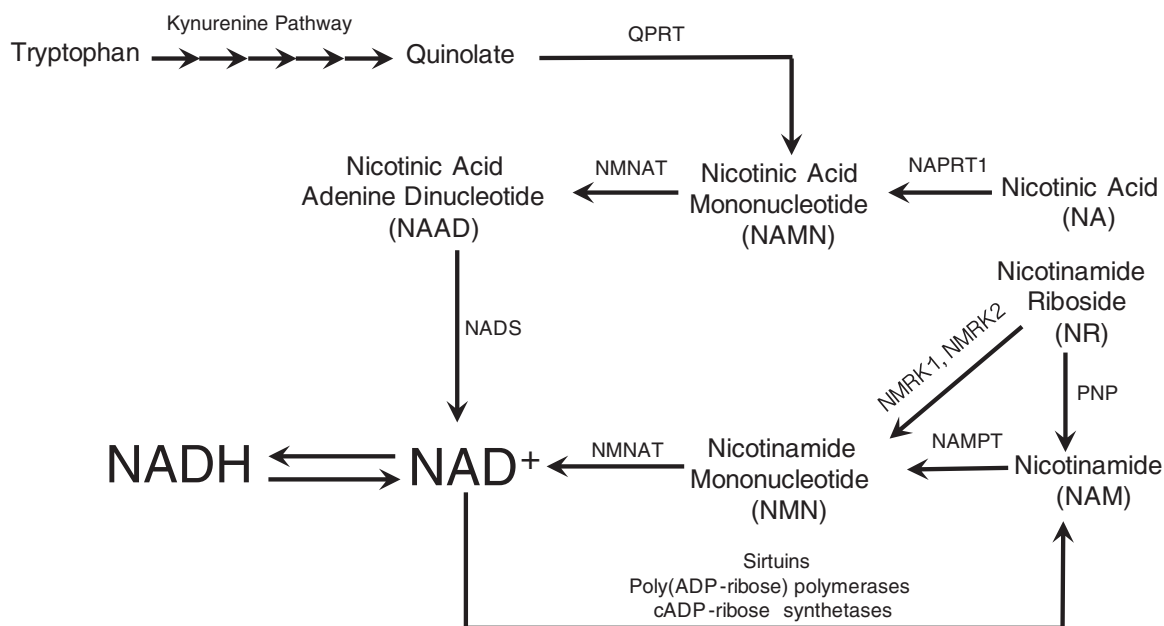 Kynurenine Pathway
Tryptophan
Quinolate
QPRT
Nicotinic Acid
Adenine Dinucleotide
(NAAD)
NMNAT
Nicotinic Acid
Mononucleotide
(NAMN)
NAPRT1
Nicotinic Acid
(NA)
Nicotinamide
Riboside
(NR)
NADS
NMRK1, NMRK2
PNP
NADH
NAD+
NMNAT
Nicotinamide
Mononucleotide
(NMN)
NAMPT
Nicotinamide
(NAM)
Sirtuins
Poly(ADP-ribose) polymerases
cADP-ribose synthetases